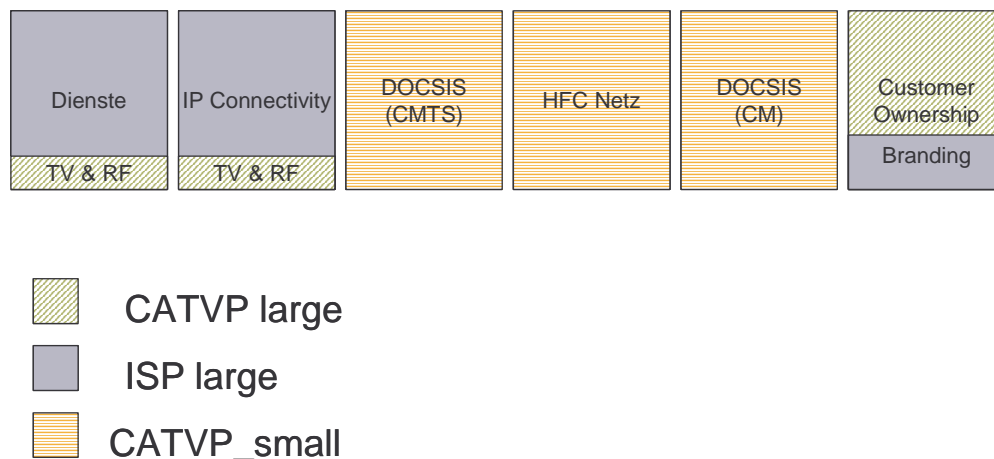 Dienste
TV & RF
IP Connectivity
TV & RF
DOCSIS
(CMTS)
HFC Netz
DOCSIS
(CM)
Customer
Ownership
Branding
CATVP large
ISP large
CATVP_small